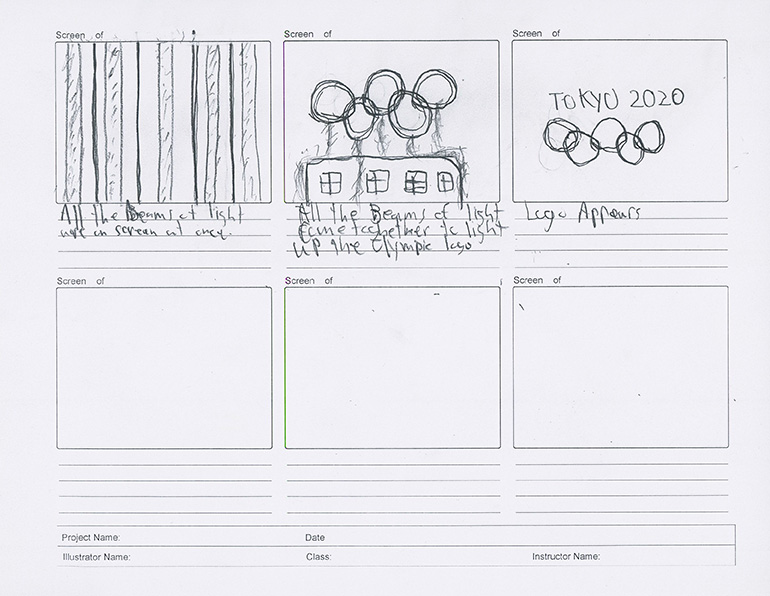 Screen of
Screen of
Screen of
TOKYO 2020
All the Beams of light
are on screen at once.
All the Beams of light
Come together to light
up the Olympic logo
Logo Appears
Screen of
Screen of
Screen of
Project Name:
Date
Illustrator Name:
Class:
Instructor Name: